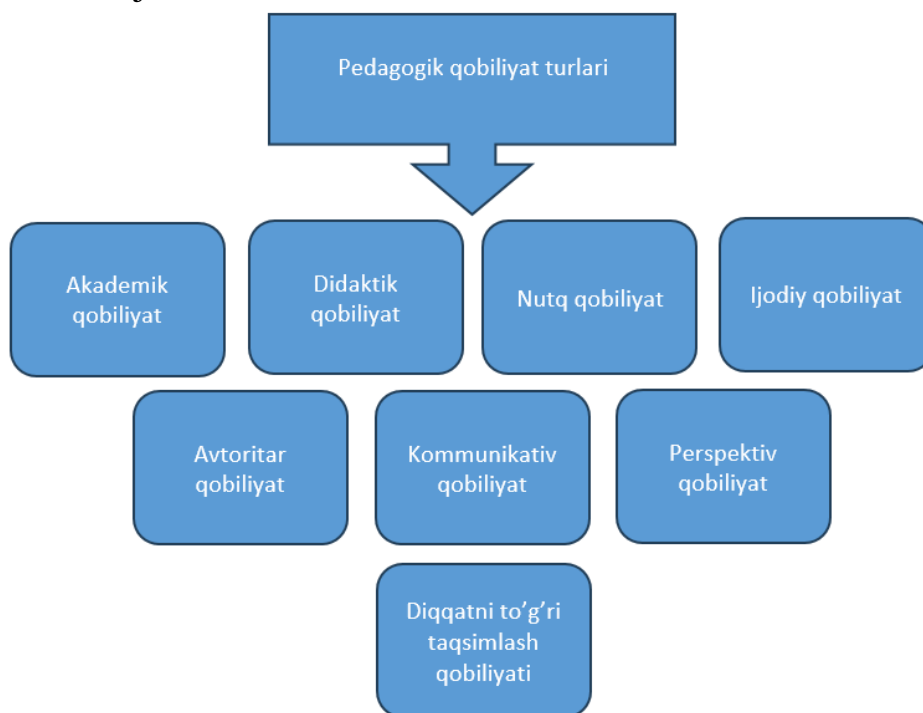 Pedagogik qobiliyat turlari
Akademik
qobiliyat
Didaktik
qobiliyat
Nutq qobiliyat
Ijodiy qobiliyat
Avtoritar
qobiliyat
Kommunikativ
qobiliyat
Perspektiv
qobiliyat
Diqqatni to’g’ri
taqsimlash
qobiliyati